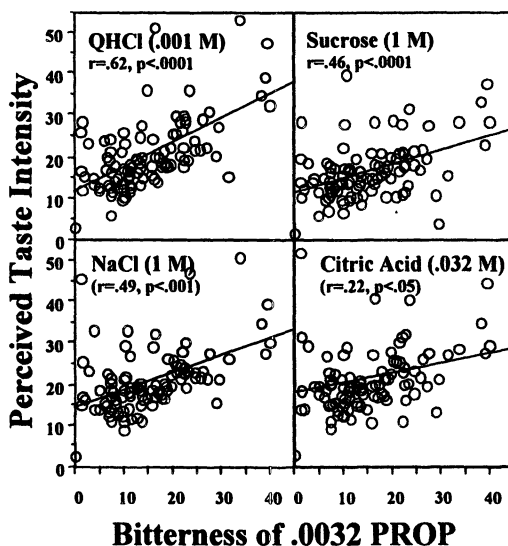 Perceived Taste Intensity
50
40
30
20
10
0
QHCl (.001 M)
r=.62, p<.0001
Sucrose (1 M)
r=.46, p<.0001
50
40
30
20
10
0
NaCl (1 M)
(r=.49, p<.001)
Citric Acid (.032 M)
(r=.22, p<.05)
0 10 20 30 40 0 10 20 30 40
Bitterness of .0032 PROP